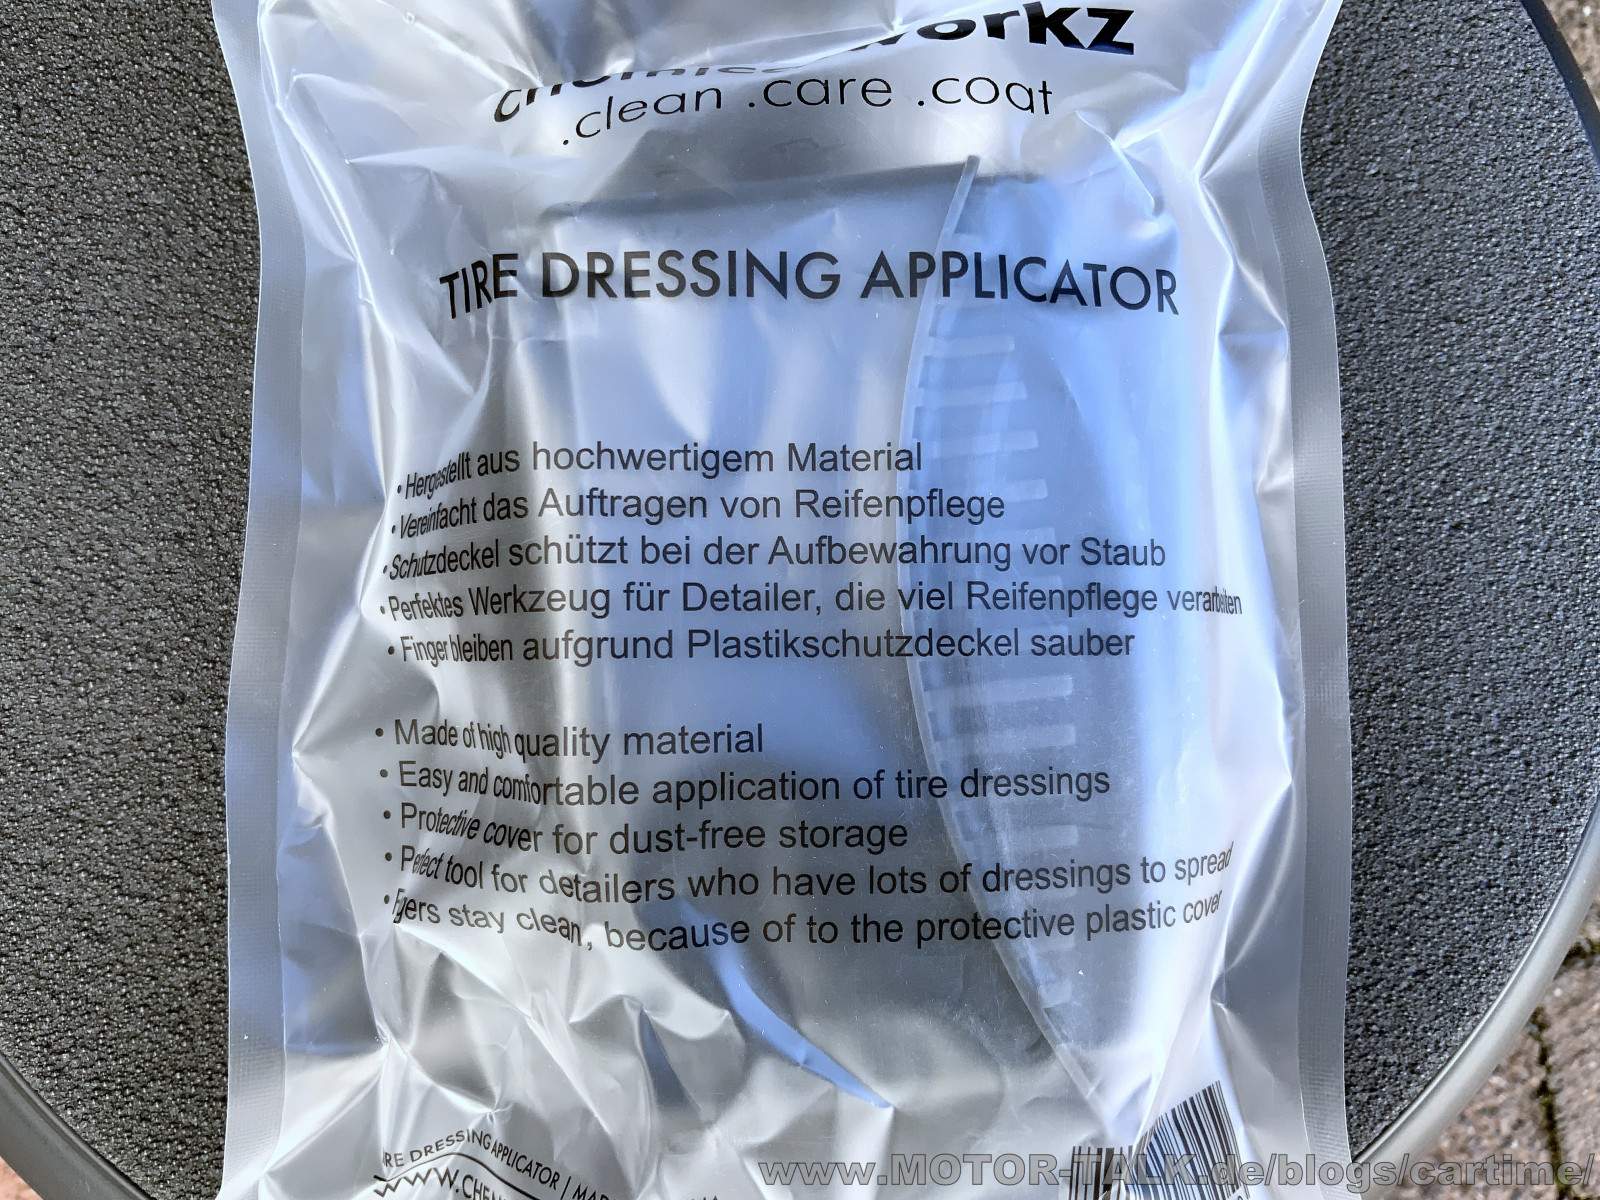 .clean .care .coat
TIRE DRESSING APPLICATOR
• Hergestellt aus hochwertigem Material
• Vereinfacht das Auftragen von Reifenpflege
• Schutzdeckel schützt bei der Aufbewahrung vor Staub
• Perfektes Werkzeug für Detailer, die viel Reifenpflege verarbeiten
• Finger bleiben aufgrund Plastikschutzdeckel sauber
• Made of high quality material
• Easy and comfortable application of tire dressings
• Protective cover for dust-free storage
• Perfect tool for detailers who have lots of dressings to spread
• stay clean, because of to the protective plastic cover
DRESSING APPLICATOR |
www.MOTOR-TALK.de/blogs/cartime/